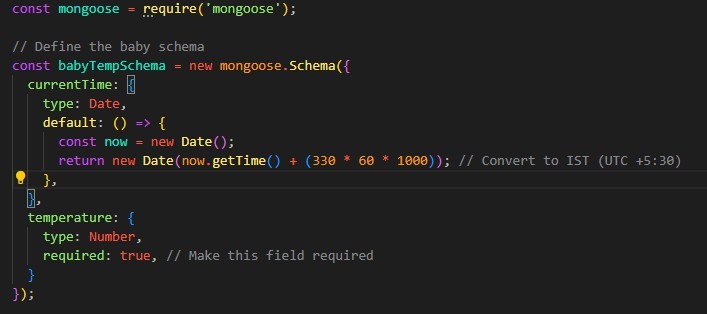 const mongoose = require('mongoose');

// Define the baby schema
const babyTempSchema = new mongoose.Schema({
  currentTime: {
    type: Date,
    default: () => {
      const now = new Date();
      return new Date(now.getTime() + (330 * 60 * 1000)); // Convert to IST (UTC +5:30)
    },
  },
  temperature: {
    type: Number,
    required: true, // Make this field required
  }
});